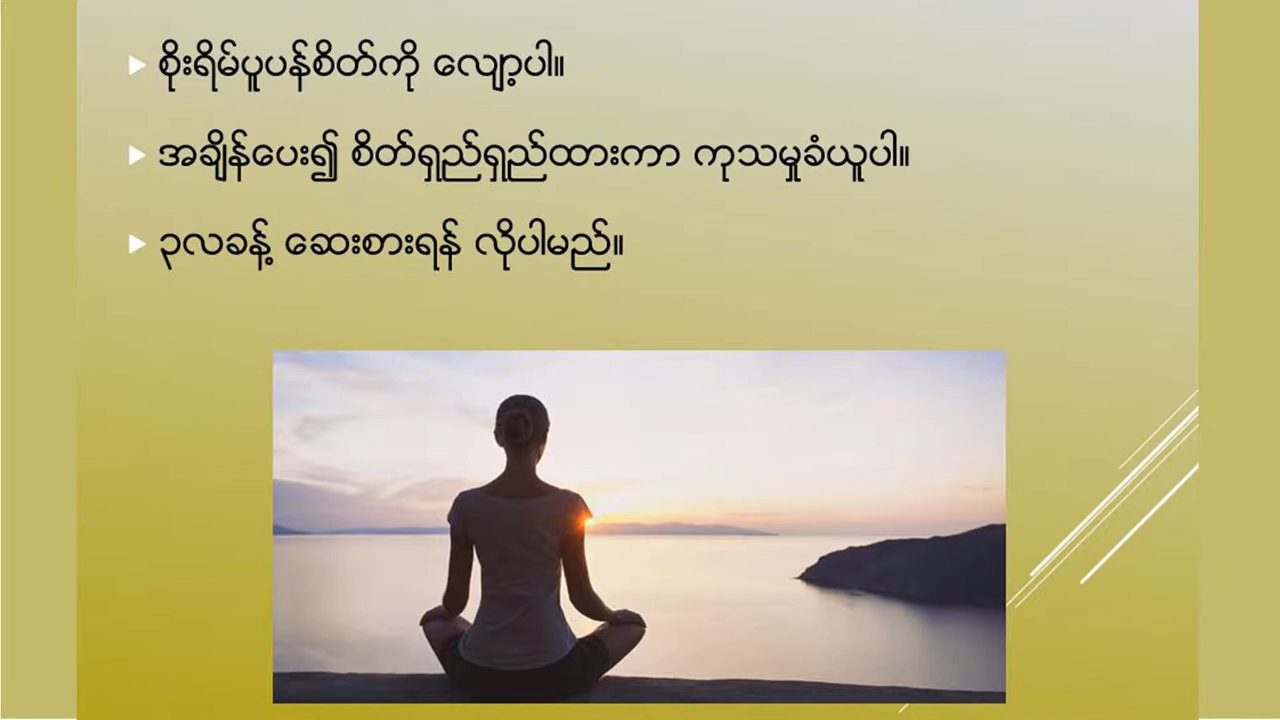 စိုးရိမ်ပူပန်စိတ်ကို လျော့ပါ။
အချိန်ပေး၍ စိတ်ရှည်ရှည်ထားကာ ကုသမှုခံယူပါ။
၃လခန့် ဆေးစားရန် လိုပါမည်။